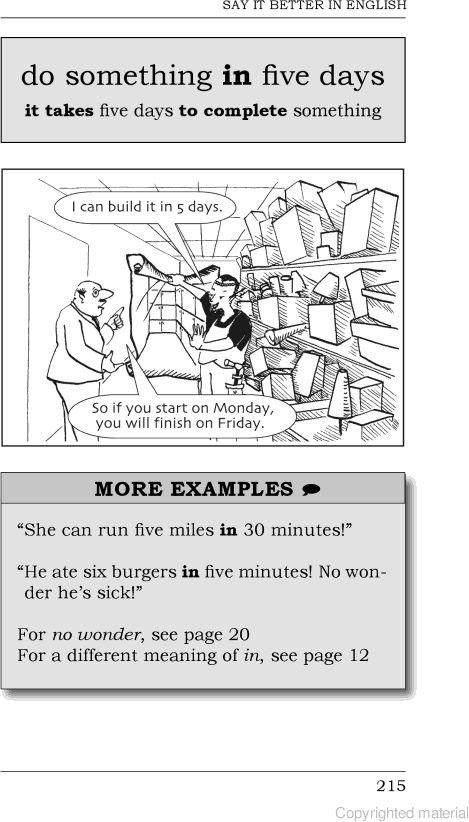 SAY IT BETTER IN ENGLISH
do something in five days
it takes five days to complete something
I can build it in 5 days.
So if you start on Monday,
you will finish on Friday.
MORE EXAMPLES
“She can run five miles in 30 minutes!”
“He ate six burgers in five minutes! No won-
der he’s sick!”
For no wonder, see page 20
For a different meaning of in, see page 12
215
Copyrighted material